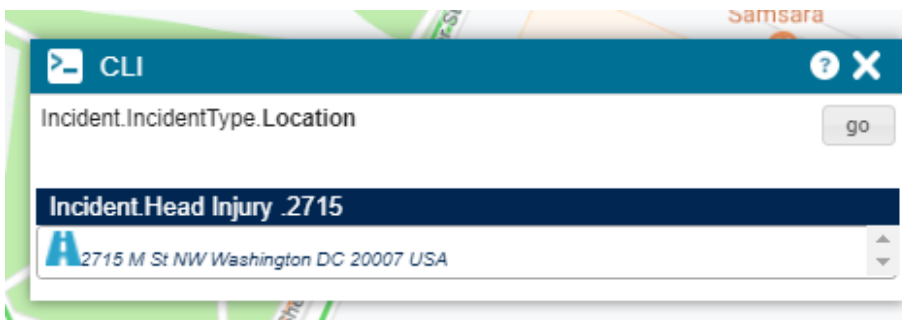 Samsara
CLI
Incident.IncidentType.Location
go
Incident.Head Injury .2715
2715 M St NW Washington DC 20007 USA